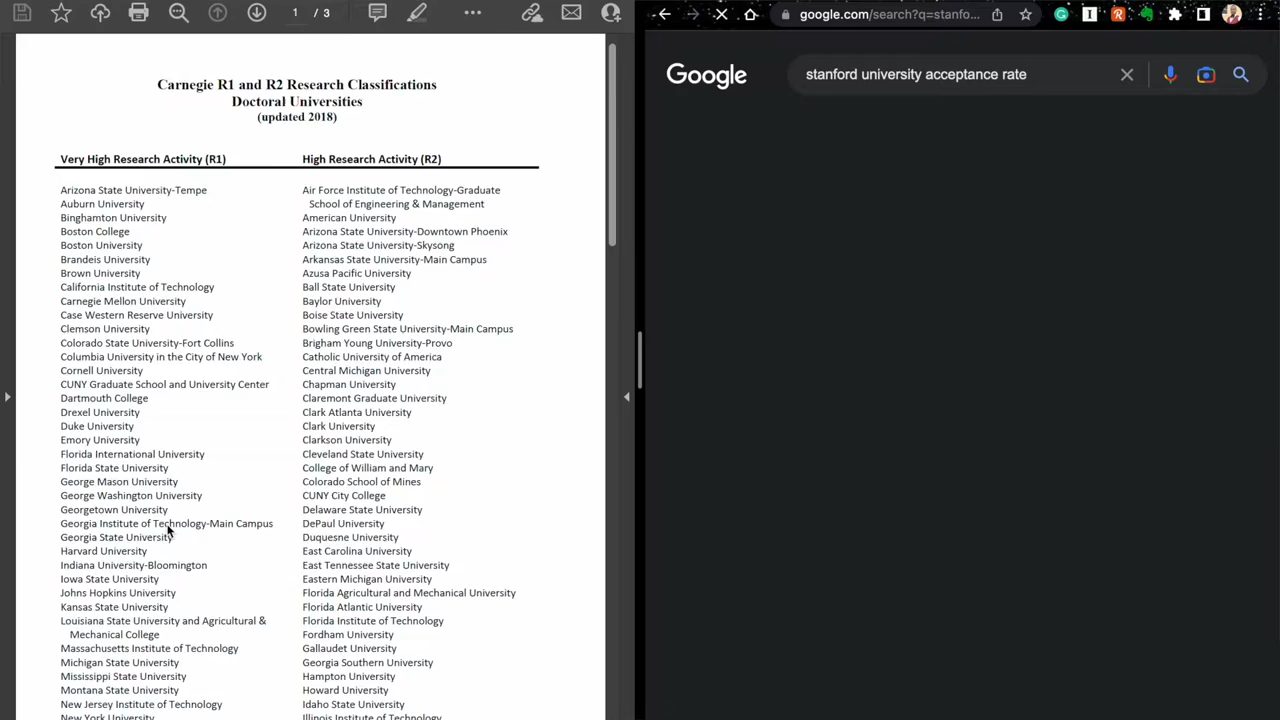 1 / 3
Carnegie R1 and R2 Research Classifications
Doctoral Universities
(updated 2018)
Very High Research Activity (R1)
Arizona State University-Tempe
Auburn University
Binghamton University
Boston College
Boston University
Brandeis University
Brown University
California Institute of Technology
Carnegie Mellon University
Case Western Reserve University
Clemson University
Colorado State University-Fort Collins
Columbia University in the City of New York
Cornell University
CUNY Graduate School and University Center
Dartmouth College
Drexel University
Duke University
Emory University
Florida International University
Florida State University
George Mason University
George Washington University
Georgetown University
Georgia Institute of Technology-Main Campus
Georgia State University
Harvard University
Indiana University-Bloomington
Iowa State University
Johns Hopkins University
Kansas State University
Louisiana State University and Agricultural &
Mechanical College
Massachusetts Institute of Technology
Michigan State University
Mississippi State University
Montana State University
New Jersey Institute of Technology
New York University
High Research Activity (R2)
Air Force Institute of Technology-Graduate
School of Engineering & Management
American University
Arizona State University-Downtown Phoenix
Arizona State University-Skysong
Arkansas State University-Main Campus
Azusa Pacific University
Ball State University
Baylor University
Boise State University
Bowling Green State University-Main Campus
Brigham Young University-Provo
Catholic University of America
Central Michigan University
Chapman University
Claremont Graduate University
Clark Atlanta University
Clark University
Clarkson University
Cleveland State University
College of William and Mary
Colorado School of Mines
CUNY City College
Delaware State University
DePaul University
Duquesne University
East Carolina University
East Tennessee State University
Eastern Michigan University
Florida Agricultural and Mechanical University
Florida Atlantic University
Florida Institute of Technology
Fordham University
Gallaudet University
Georgia Southern University
Hampton University
Howard University
Idaho State University
Illinois Institute of Technology
google.com/search?q=stanfo...
Google
stanford university acceptance rate